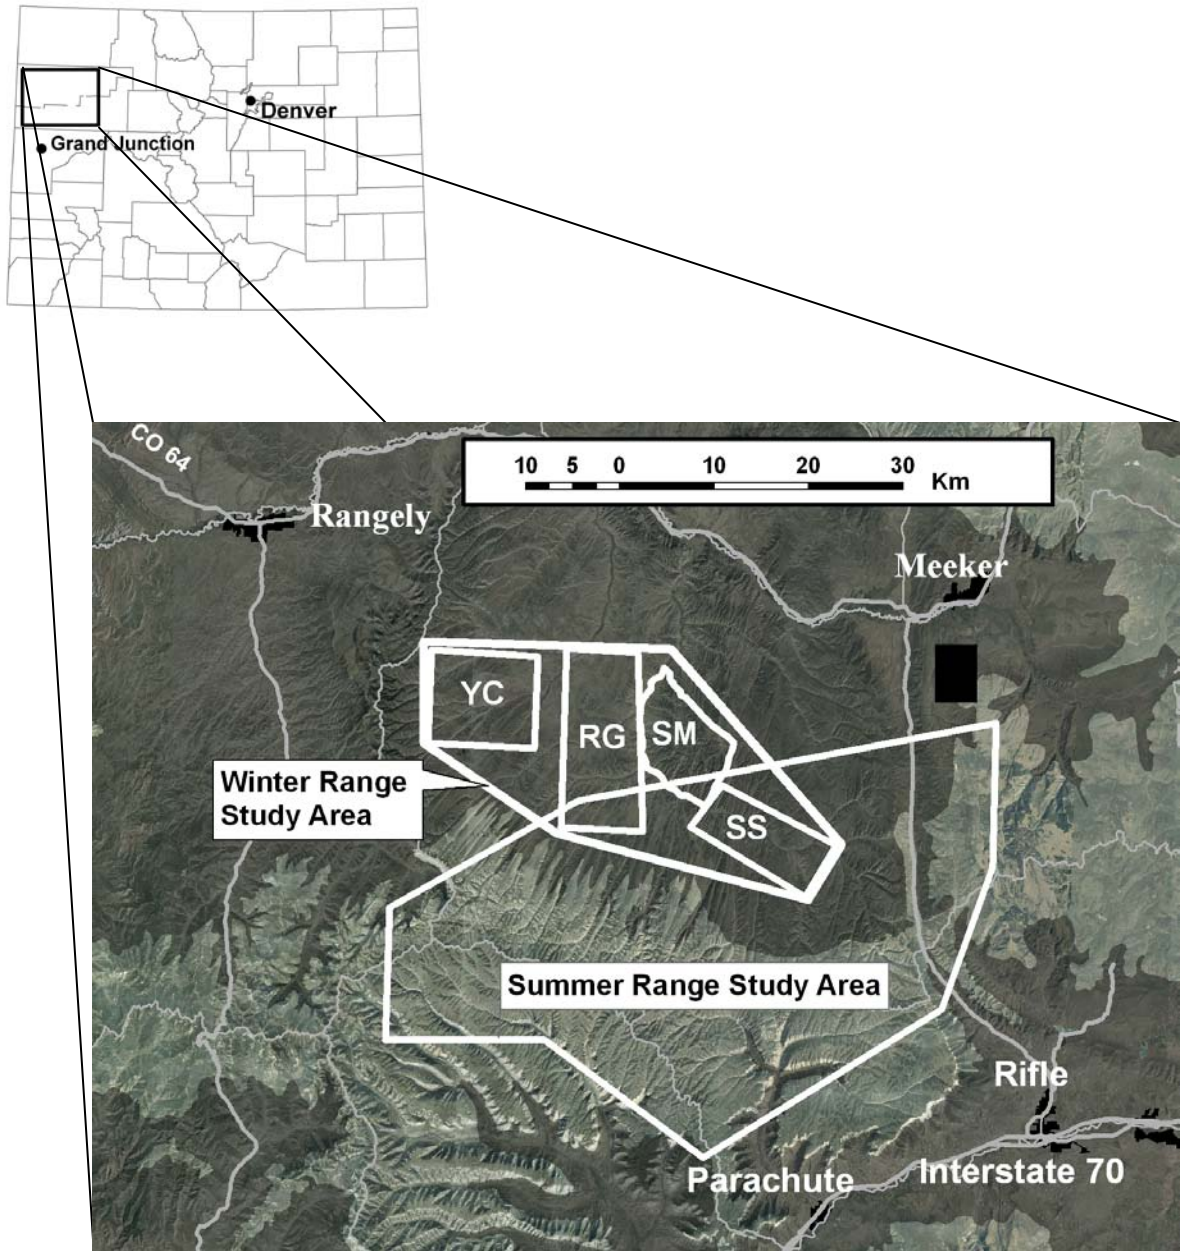 Denver
Grand Junction
CO 64
10 5 0 10 20 30 Km
Rangely
Meeker
YC
RG
SM
Winter Range
Study Area
SS
Summer Range Study Area
Rifle
Interstate 70
Parachute